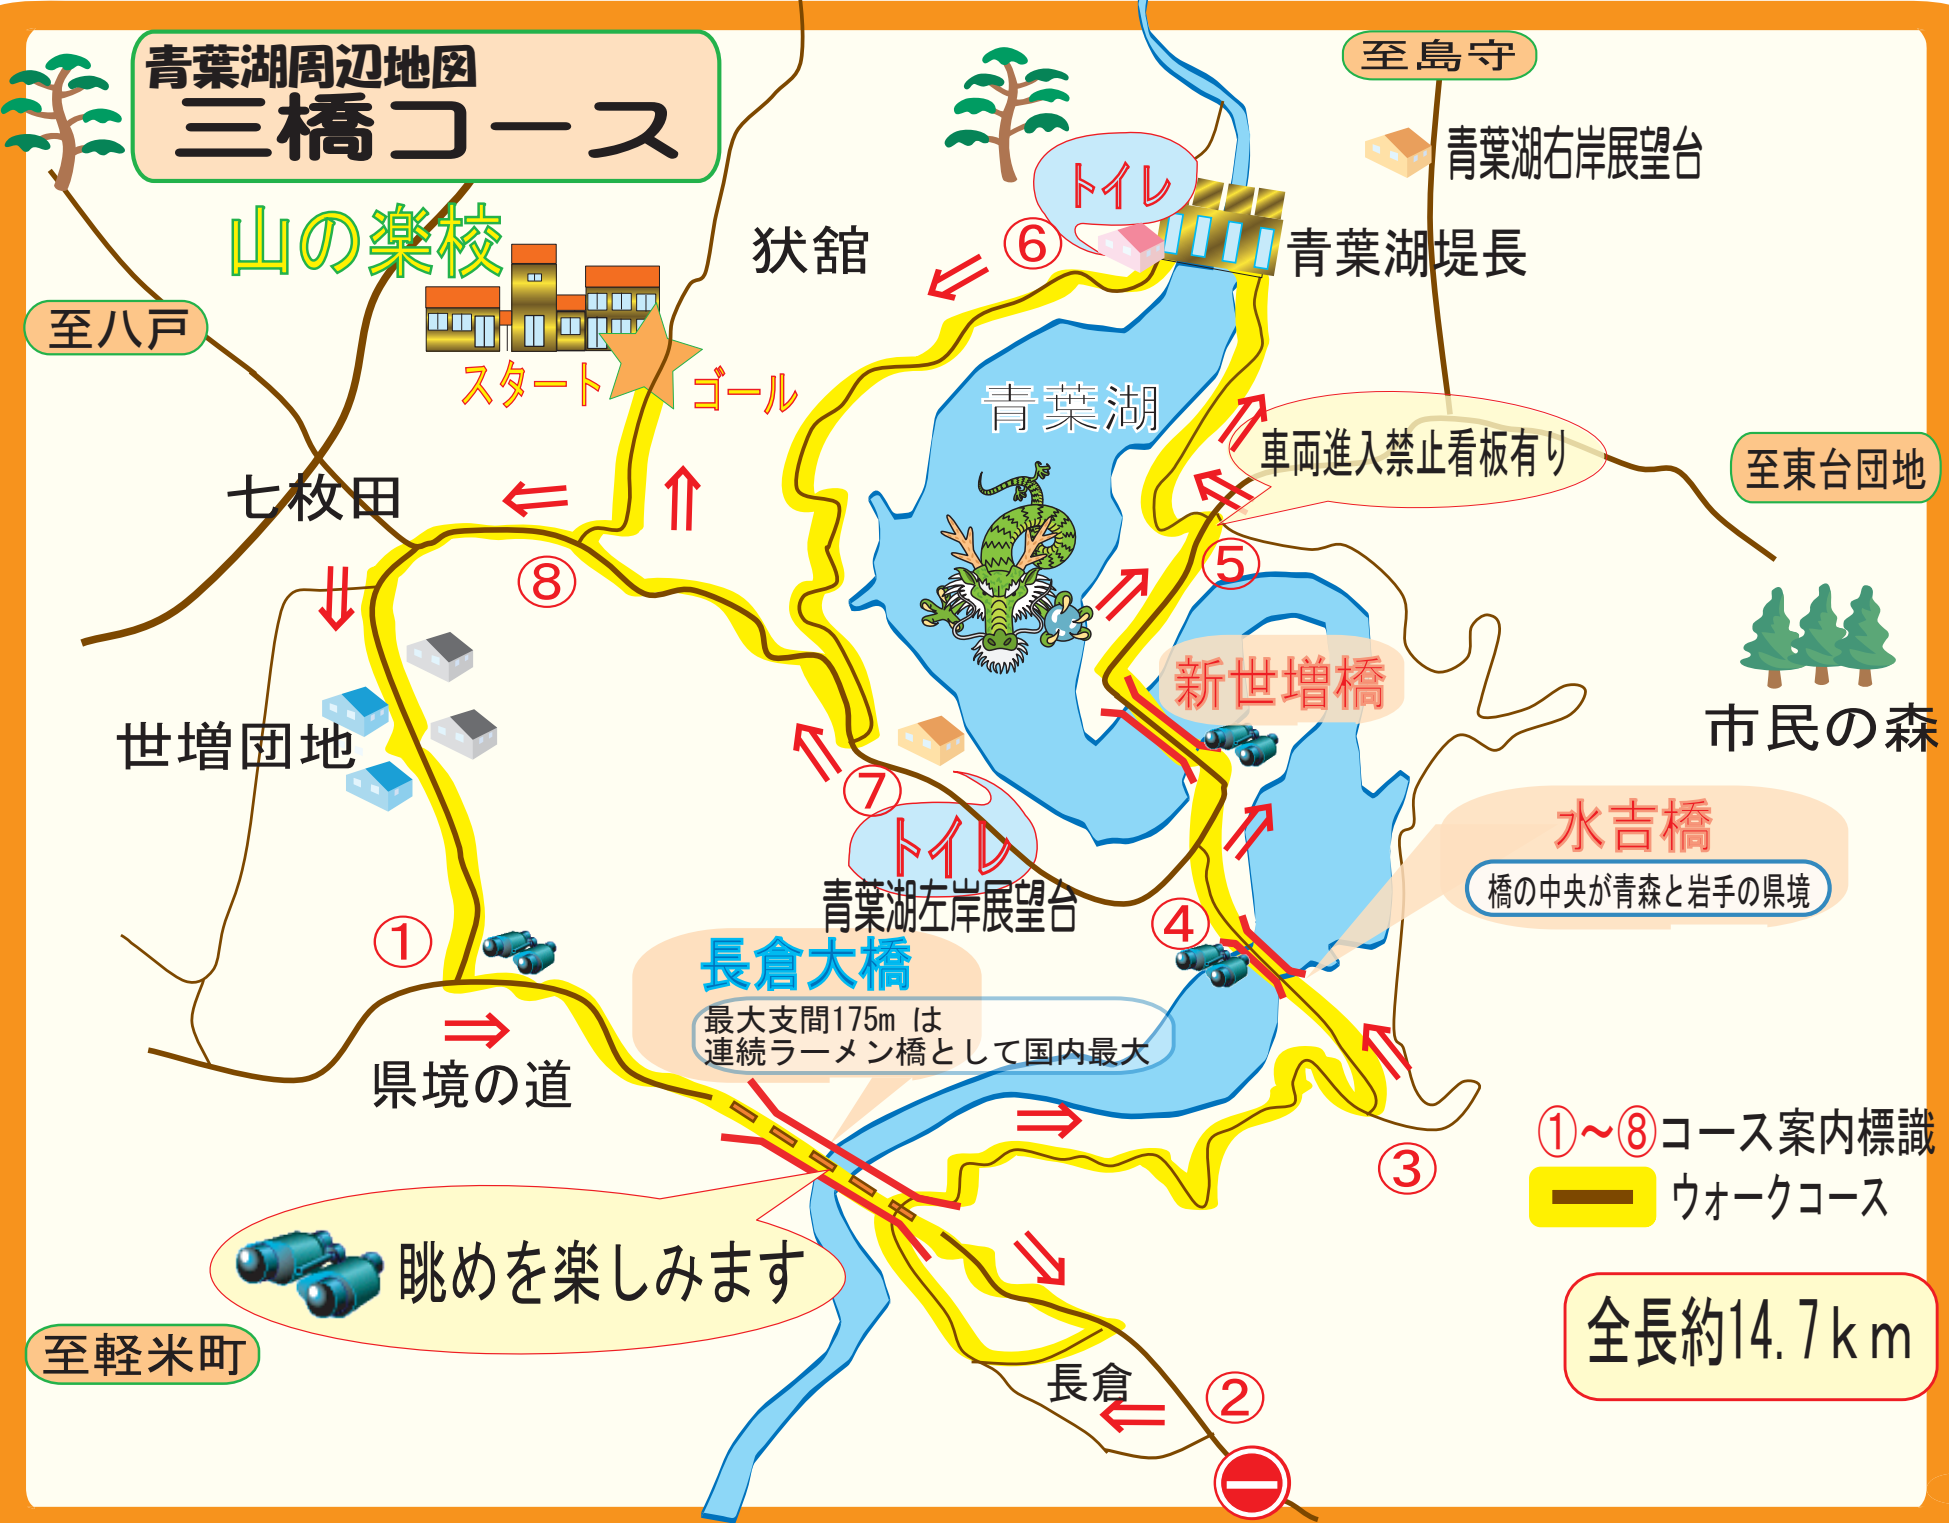 青葉湖周辺地図
三橋コース
至島守
青葉湖右岸展望台
トイレ
山の楽校
⑥
狄舘
青葉湖堤長
至八戸
スタート
ゴール
青葉湖
車両進入禁止看板有り
至東台団地
七枚田
⑧
⑤
新世増橋
世増団地
市民の森
⑦
トイレ
青葉湖左岸展望台
水吉橋
橋の中央が青森と岩手の県境
①
④
長倉大橋
最大支間175m は
連続ラーメン橋として国内最大
県境の道
③
①～⑧コース案内標識
ウォークコース
眺めを楽しみます
至軽米町
長倉
②
全長約14.7km